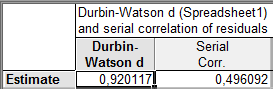 Durbin-Watson d (Spreadsheet1)
and serial correlation of residuals
Durbin- Serial
Watson d Corr.
Estimate 0,920117 0,496092